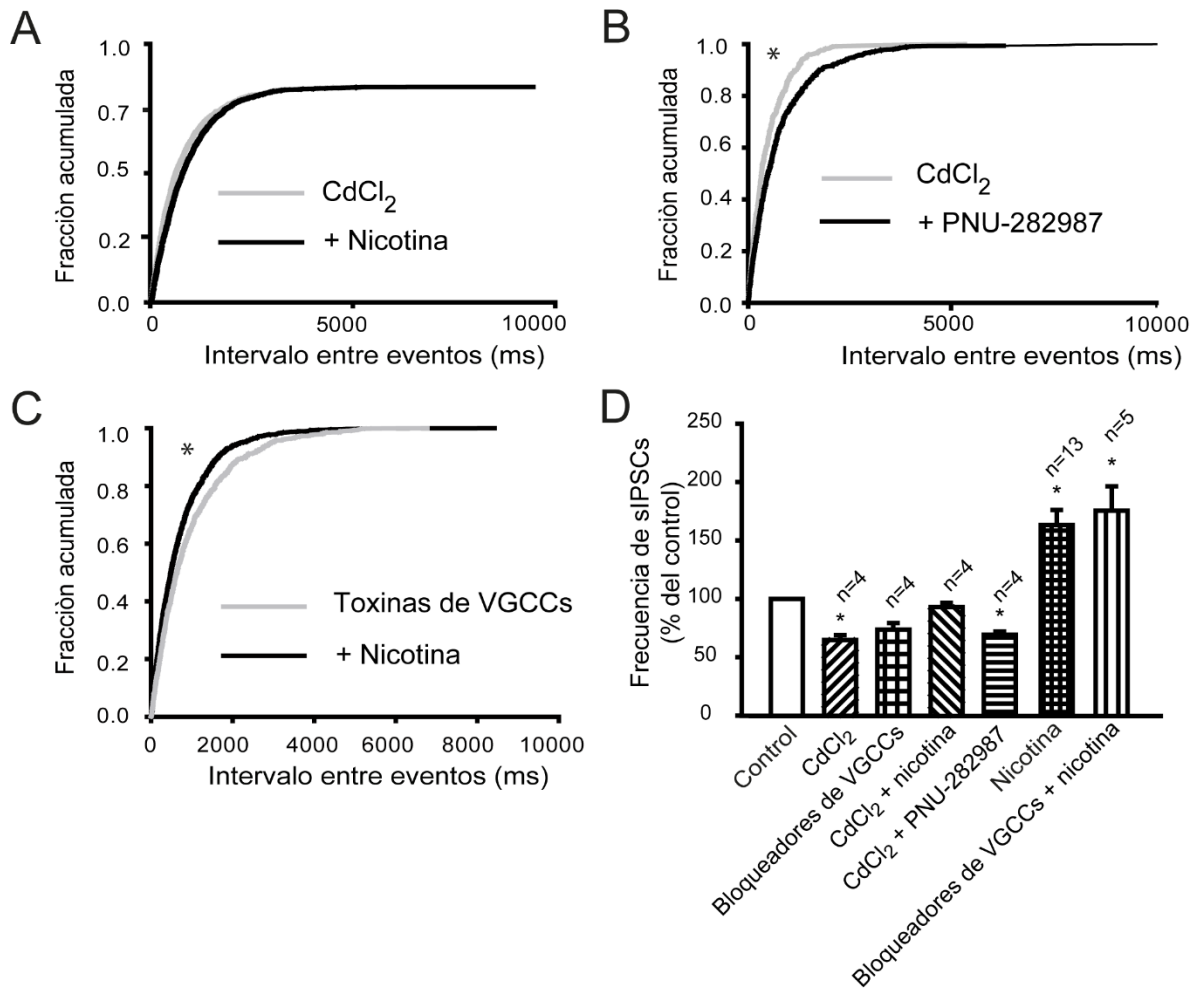 A
1.0
0.7
0.5
0.2
0.0
Fracciòn acumulada
CdCl2
+ Nicotina
0
5000
10000
Intervalo entre eventos (ms)
B
1.0
0.8
0.6
0.4
0.2
0.0
Fracciòn acumulada
*
CdCl2
+ PNU-282987
0
5000
10000
Intervalo entre eventos (ms)
C
1.0
0.8
0.6
0.4
0.2
0.0
Fracciòn acumulada
*
Toxinas de VGCCs
+ Nicotina
0
2000
4000
6000
8000
10000
Intervalo entre eventos (ms)
D
Frecuencia de sIPSCs
(% del control)
250
200
150
100
50
0
* n=4
n=4
n=4
* n=4
* n=13
* n=5
Control
CdCl2
Bloqueadores de VGCCs
CdCl2 + nicotina
CdCl2 + PNU-282987
Nicotina
Bloqueadores de VGCCs + nicotina